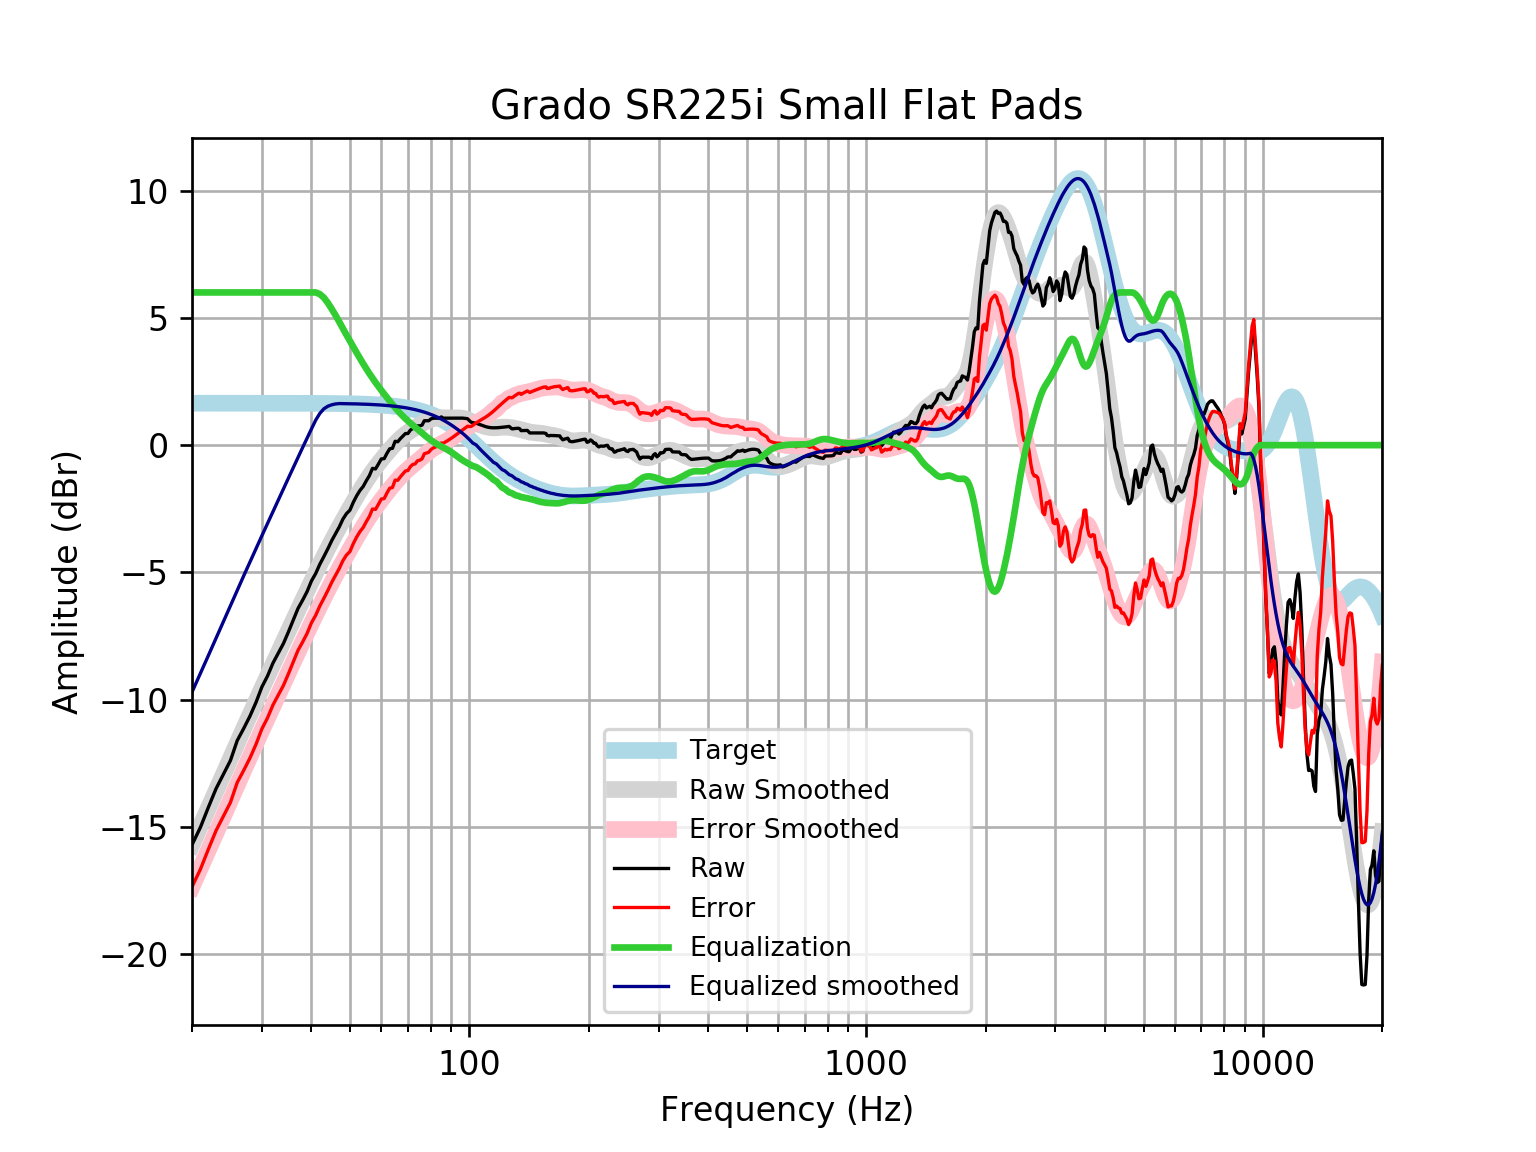 Grado SR225i Small Flat Pads
10
5
0
−5
−10
−15
−20
Amplitude (dBr)
Target
Raw Smoothed
Error Smoothed
Raw
Error
Equalization
Equalized smoothed
100 1000 10000
Frequency (Hz)